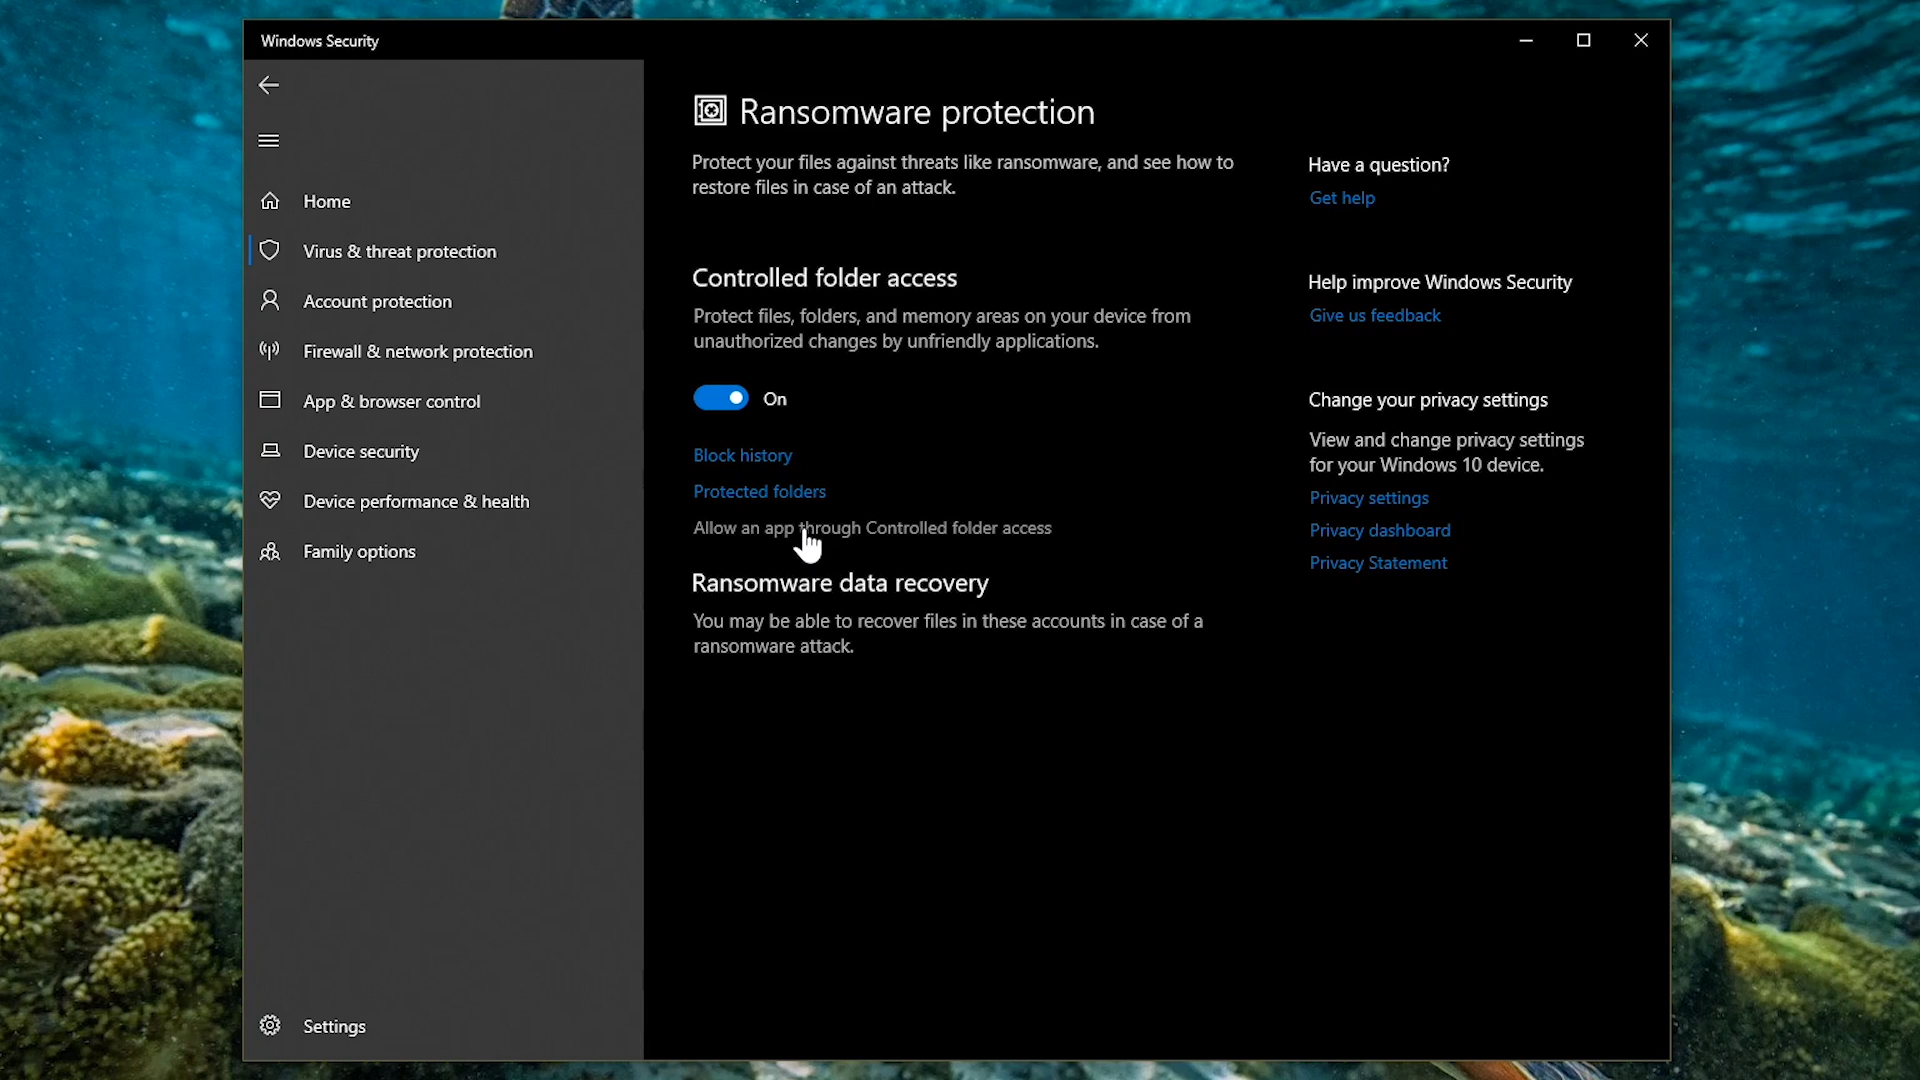 Windows Security
Home
Virus & threat protection
Account protection
Firewall & network protection
App & browser control
Device security
Device performance & health
Family options
Settings
Ransomware protection
Protect your files against threats like ransomware, and see how to
restore files in case of an attack.
Controlled folder access
Protect files, folders, and memory areas on your device from
unauthorized changes by unfriendly applications.
On
Block history
Protected folders
Allow an app through Controlled folder access
Ransomware data recovery
You may be able to recover files in these accounts in case of a
ransomware attack.
Have a question?
Get help
Help improve Windows Security
Give us feedback
Change your privacy settings
View and change privacy settings
for your Windows 10 device.
Privacy settings
Privacy dashboard
Privacy Statement